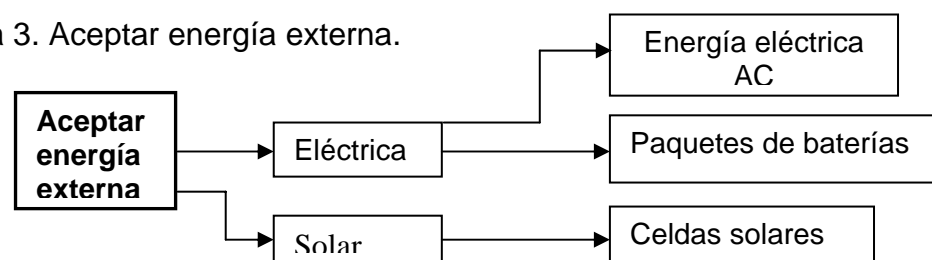 3. Aceptar energía externa.
Energía eléctrica
AC
Aceptar
energía
externa
Eléctrica
Paquetes de baterías
Solar
Celdas solares